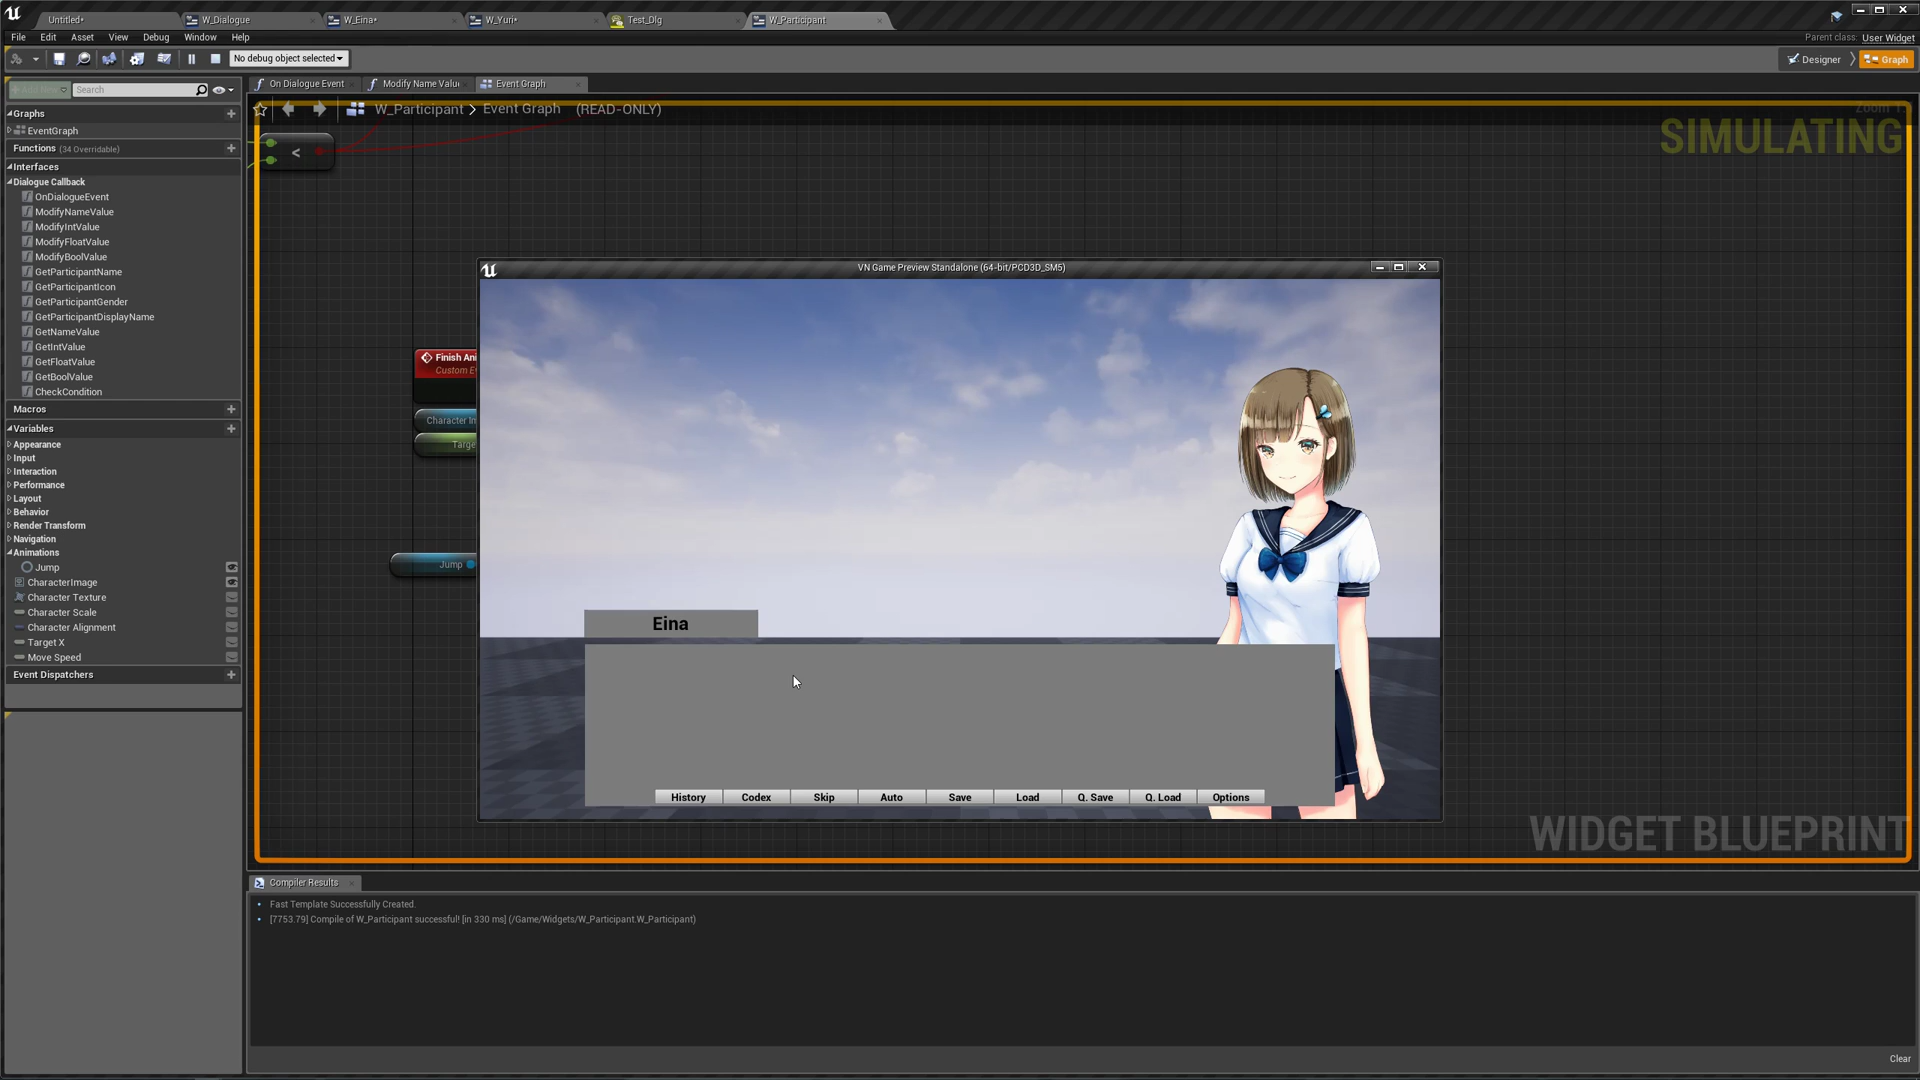 Untitled*
W_Dialogue
W_Eina*
W_Yuri*
Test_Dlg
W_Participant
File Edit Asset View Debug Window Help
Parent class: User Widget
No debug object selected
Designer
Graph
Add New
Search
On Dialogue Event
Modify Name Value
Event Graph
W_Participant > Event Graph (READ-ONLY)
SIMULATING
Graphs
EventGraph
Functions (34 Overridable)
Interfaces
Dialogue Callback
OnDialogueEvent
ModifyNameValue
ModifyIntValue
ModifyFloatValue
ModifyBoolValue
GetParticipantName
GetParticipantIcon
GetParticipantGender
GetParticipantDisplayName
GetNameValue
GetIntValue
GetFloatValue
GetBoolValue
CheckCondition
Macros
Variables
Appearance
Input
Interaction
Performance
Layout
Behavior
Render Transform
Navigation
Animations
Jump
CharacterImage
Character Texture
Character Scale
Character Alignment
Target X
Move Speed
Event Dispatchers
<
Finish Ani
Custom E
Character Im
Targe
Jump
VN Game Preview Standalone (64-bit/PCD3D_SM5)
Eina
History Codex Skip Auto Save Load Q. Save Q. Load Options
WIDGET BLUEPRINT
Compiler Results
Fast Template Successfully Created.
[7753.79] Compile of W_Participant successful! [in 330 ms] (/Game/Widgets/W_Participant.W_Participant)
Clear